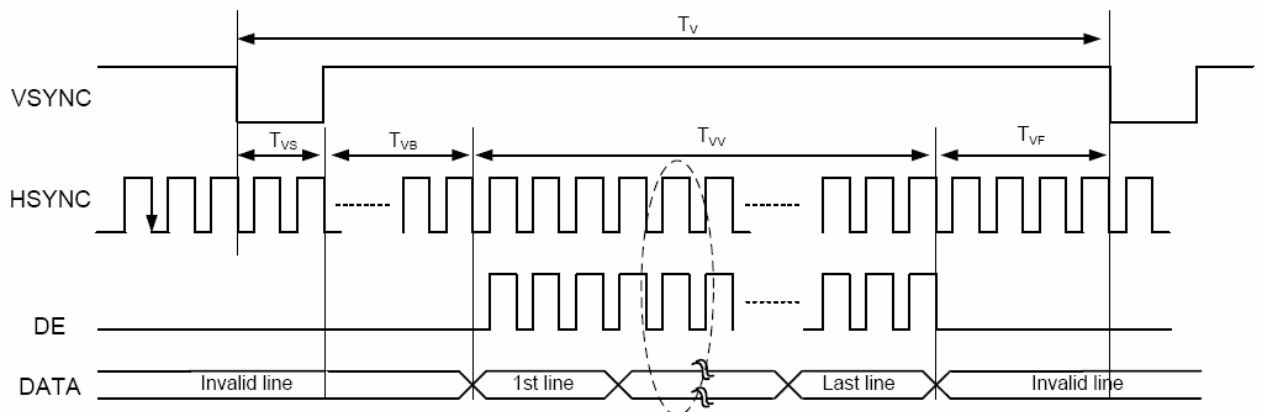 TV
VSYNC
TVS TVB TVV TVF
HSYNC
DE
DATA Invalid line 1st line Last line Invalid line